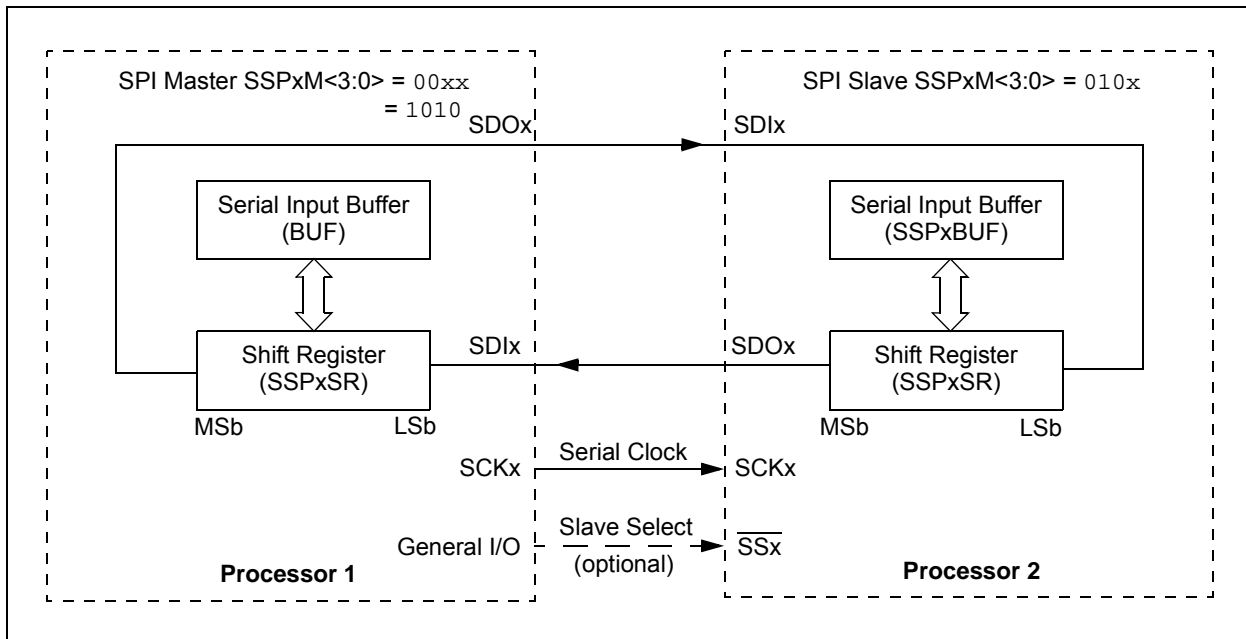 SPI Master SSPxM<3:0> = 00xx
= 1010
SDOx
Serial Input Buffer
(BUF)
Shift Register
(SSPxSR)
MSb
LSb
SDIx
SCKx
General I/O
Processor 1
Serial Clock
Slave Select
(optional)
SPI Slave SSPxM<3:0> = 010x
SDIx
Serial Input Buffer
(SSPxBUF)
SDOx
Shift Register
(SSPxSR)
MSb
LSb
SCKx
S̅S̅x̅
Processor 2